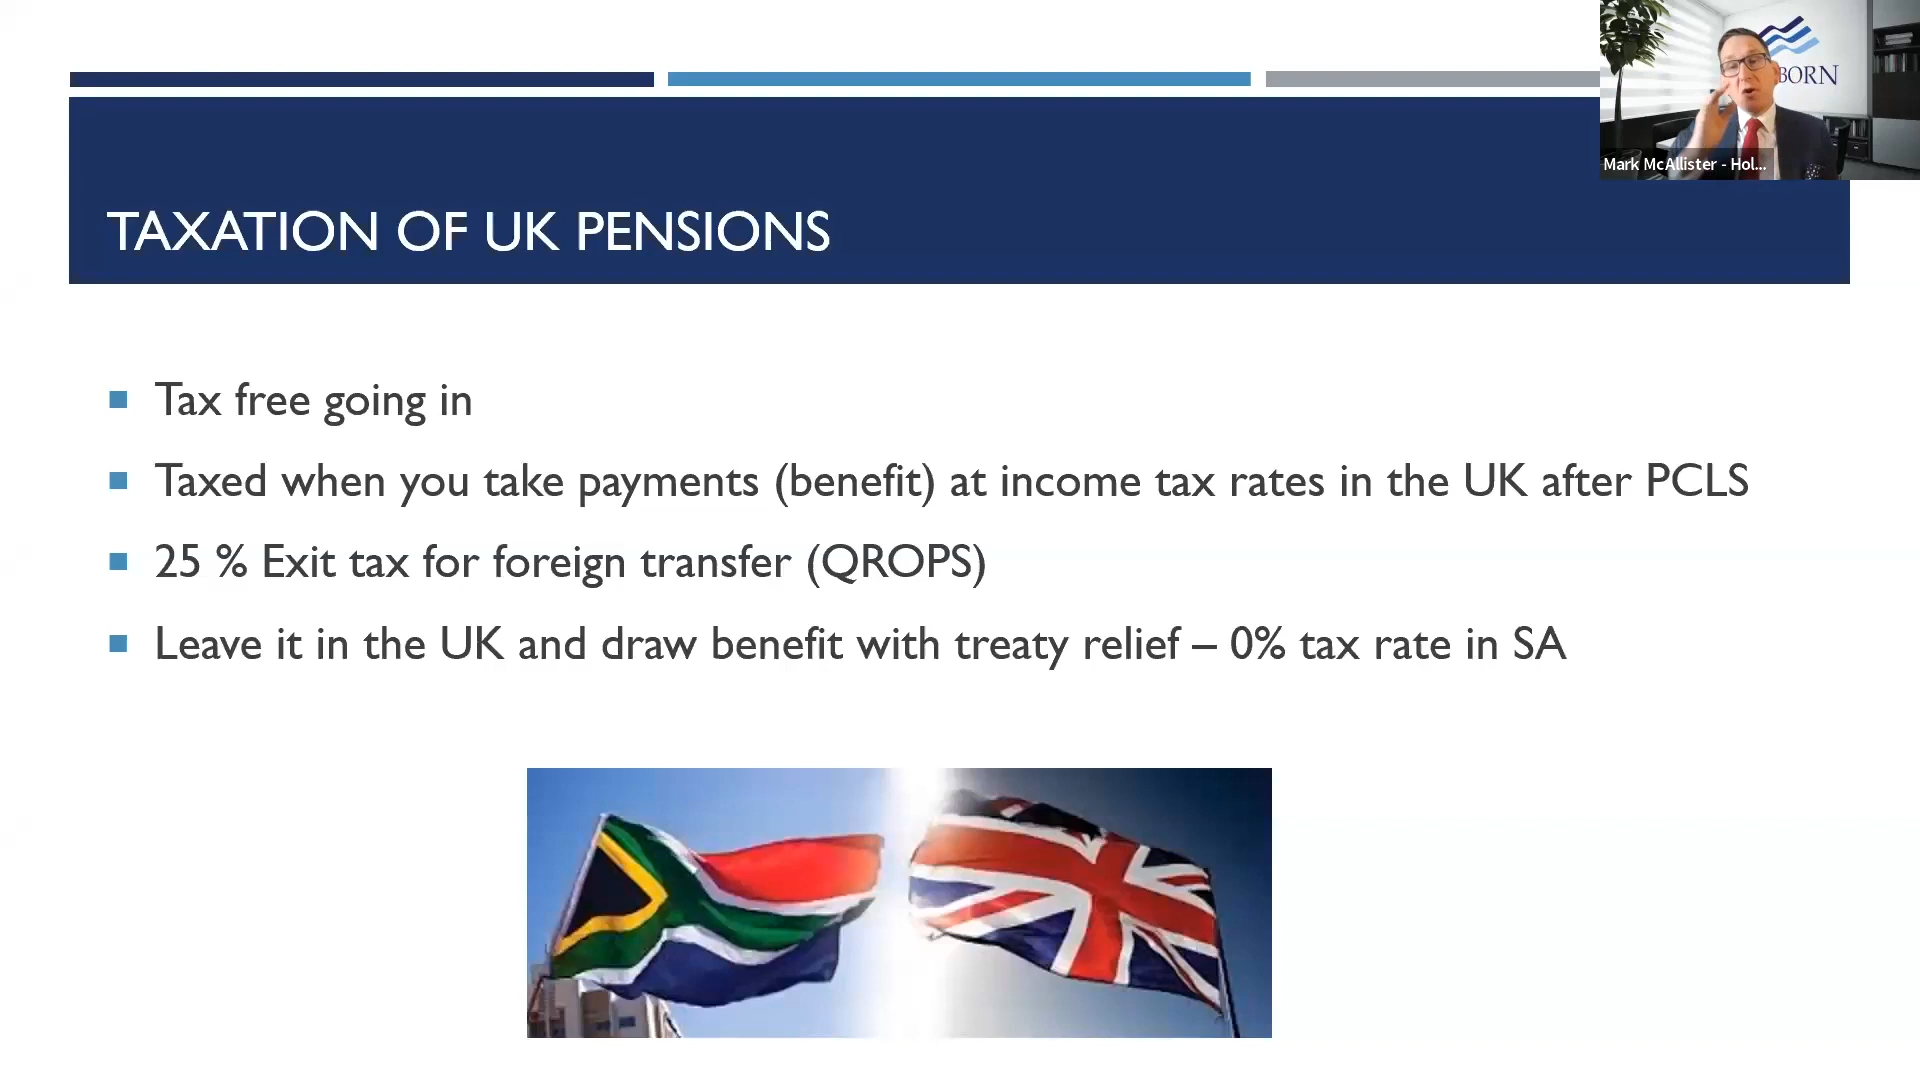 BORN
Mark McAllister - Hol...
TAXATION OF UK PENSIONS
Tax free going in
Taxed when you take payments (benefit) at income tax rates in the UK after PCLS
25 % Exit tax for foreign transfer (QROPS)
Leave it in the UK and draw benefit with treaty relief – 0% tax rate in SA